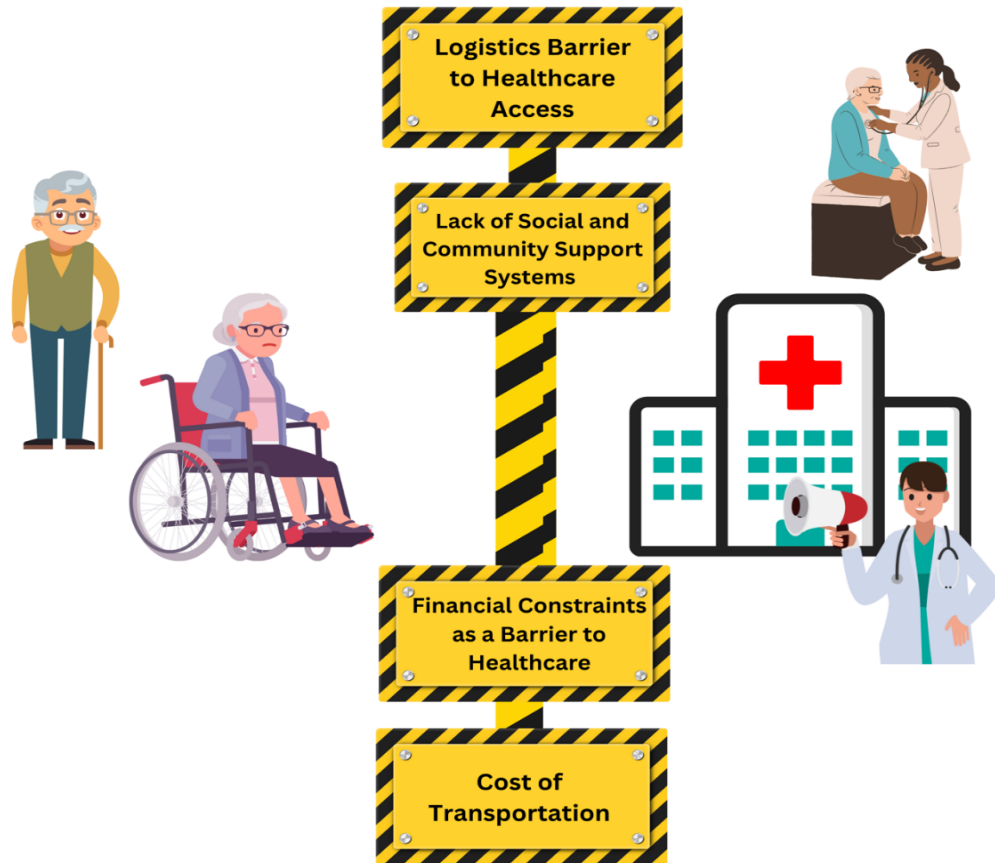 Logistics Barrier
to Healthcare
Access
Lack of Social and
Community Support
Systems
Financial Constraints
as a Barrier to
Healthcare
Cost of
Transportation